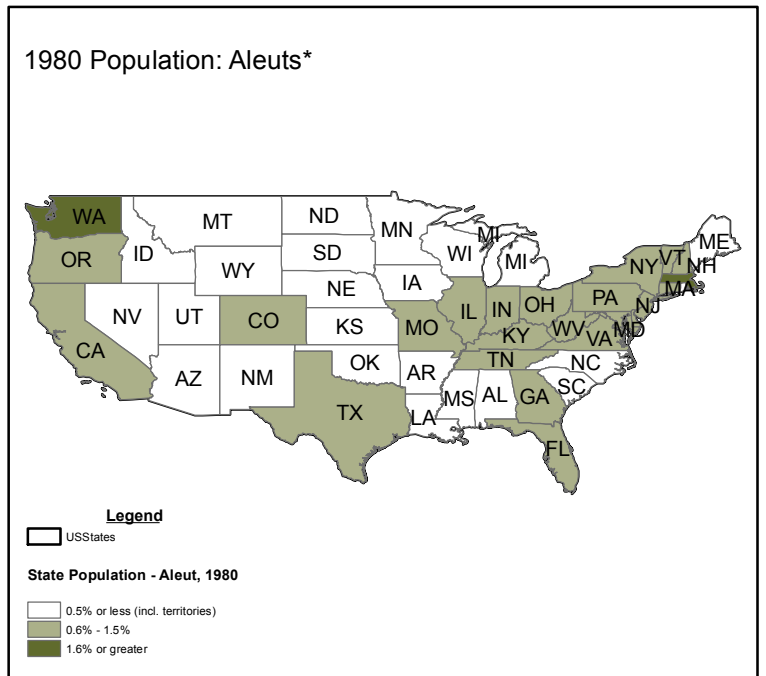 1980 Population: Aleuts*
WA
MT
ND
MN
MI
ME
OR
ID
WY
SD
WI
MI
NY
VT
NH
MA
NV
UT
CO
NE
IA
IL
IN
OH
PA
NJ
CA
KS
MO
KY
WV
VA
MD
AZ
NM
OK
AR
TN
NC
SC
TX
LA
MS
AL
GA
FL
Legend
USStates
State Population - Aleut, 1980
0.5% or less (incl. territories)
0.6% - 1.5%
1.6% or greater